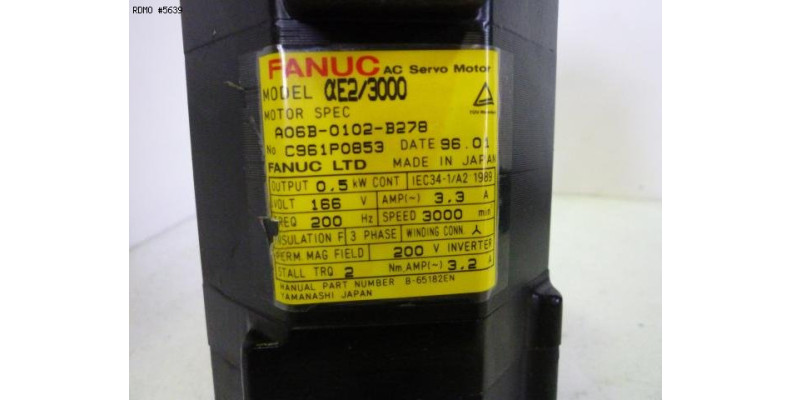 RDMO #5639
FANUC AC Servo Motor
MODEL αE2/3000
MOTOR SPEC
A06B-0102-B278
No C961P0853 DATE 96.01
FANUC LTD MADE IN JAPAN
OUTPUT 0.5 kW CONT IEC34-1/A2 1989
VOLT 166 V AMP(~) 3.3 A
FREQ 200 Hz SPEED 3000 min
INSULATION F 3 PHASE WINDING CONN. 人
PERM. MAG FIELD 200 V INVERTER
STALL TRQ 2 Nm AMP(~) 3.2 A
MANUAL PART NUMBER B-65182EN
YAMANASHI JAPAN